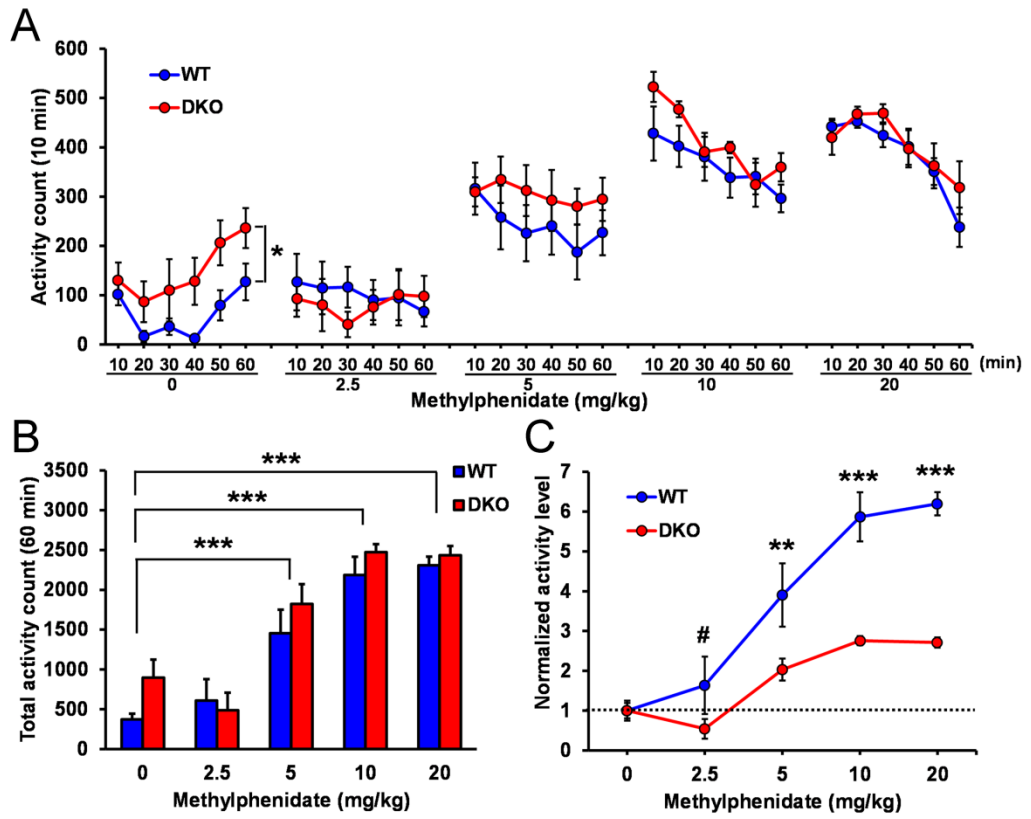 A
600
500
400
300
200
100
0
Activity count (10 min)
WT
DKO
*
10 20 30 40 50 60 10 20 30 40 50 60 10 20 30 40 50 60 10 20 30 40 50 60 10 20 30 40 50 60 (min)
0 2.5 5 10 20
Methylphenidate (mg/kg)
B
3500
3000
2500
2000
1500
1000
500
0
Total activity count (60 min)
***
***
***
WT
DKO
0 2.5 5 10 20
Methylphenidate (mg/kg)
C
7
6
5
4
3
2
1
0
Normalized activity level
WT
DKO
#
**
***
***
0 2.5 5 10 20
Methylphenidate (mg/kg)